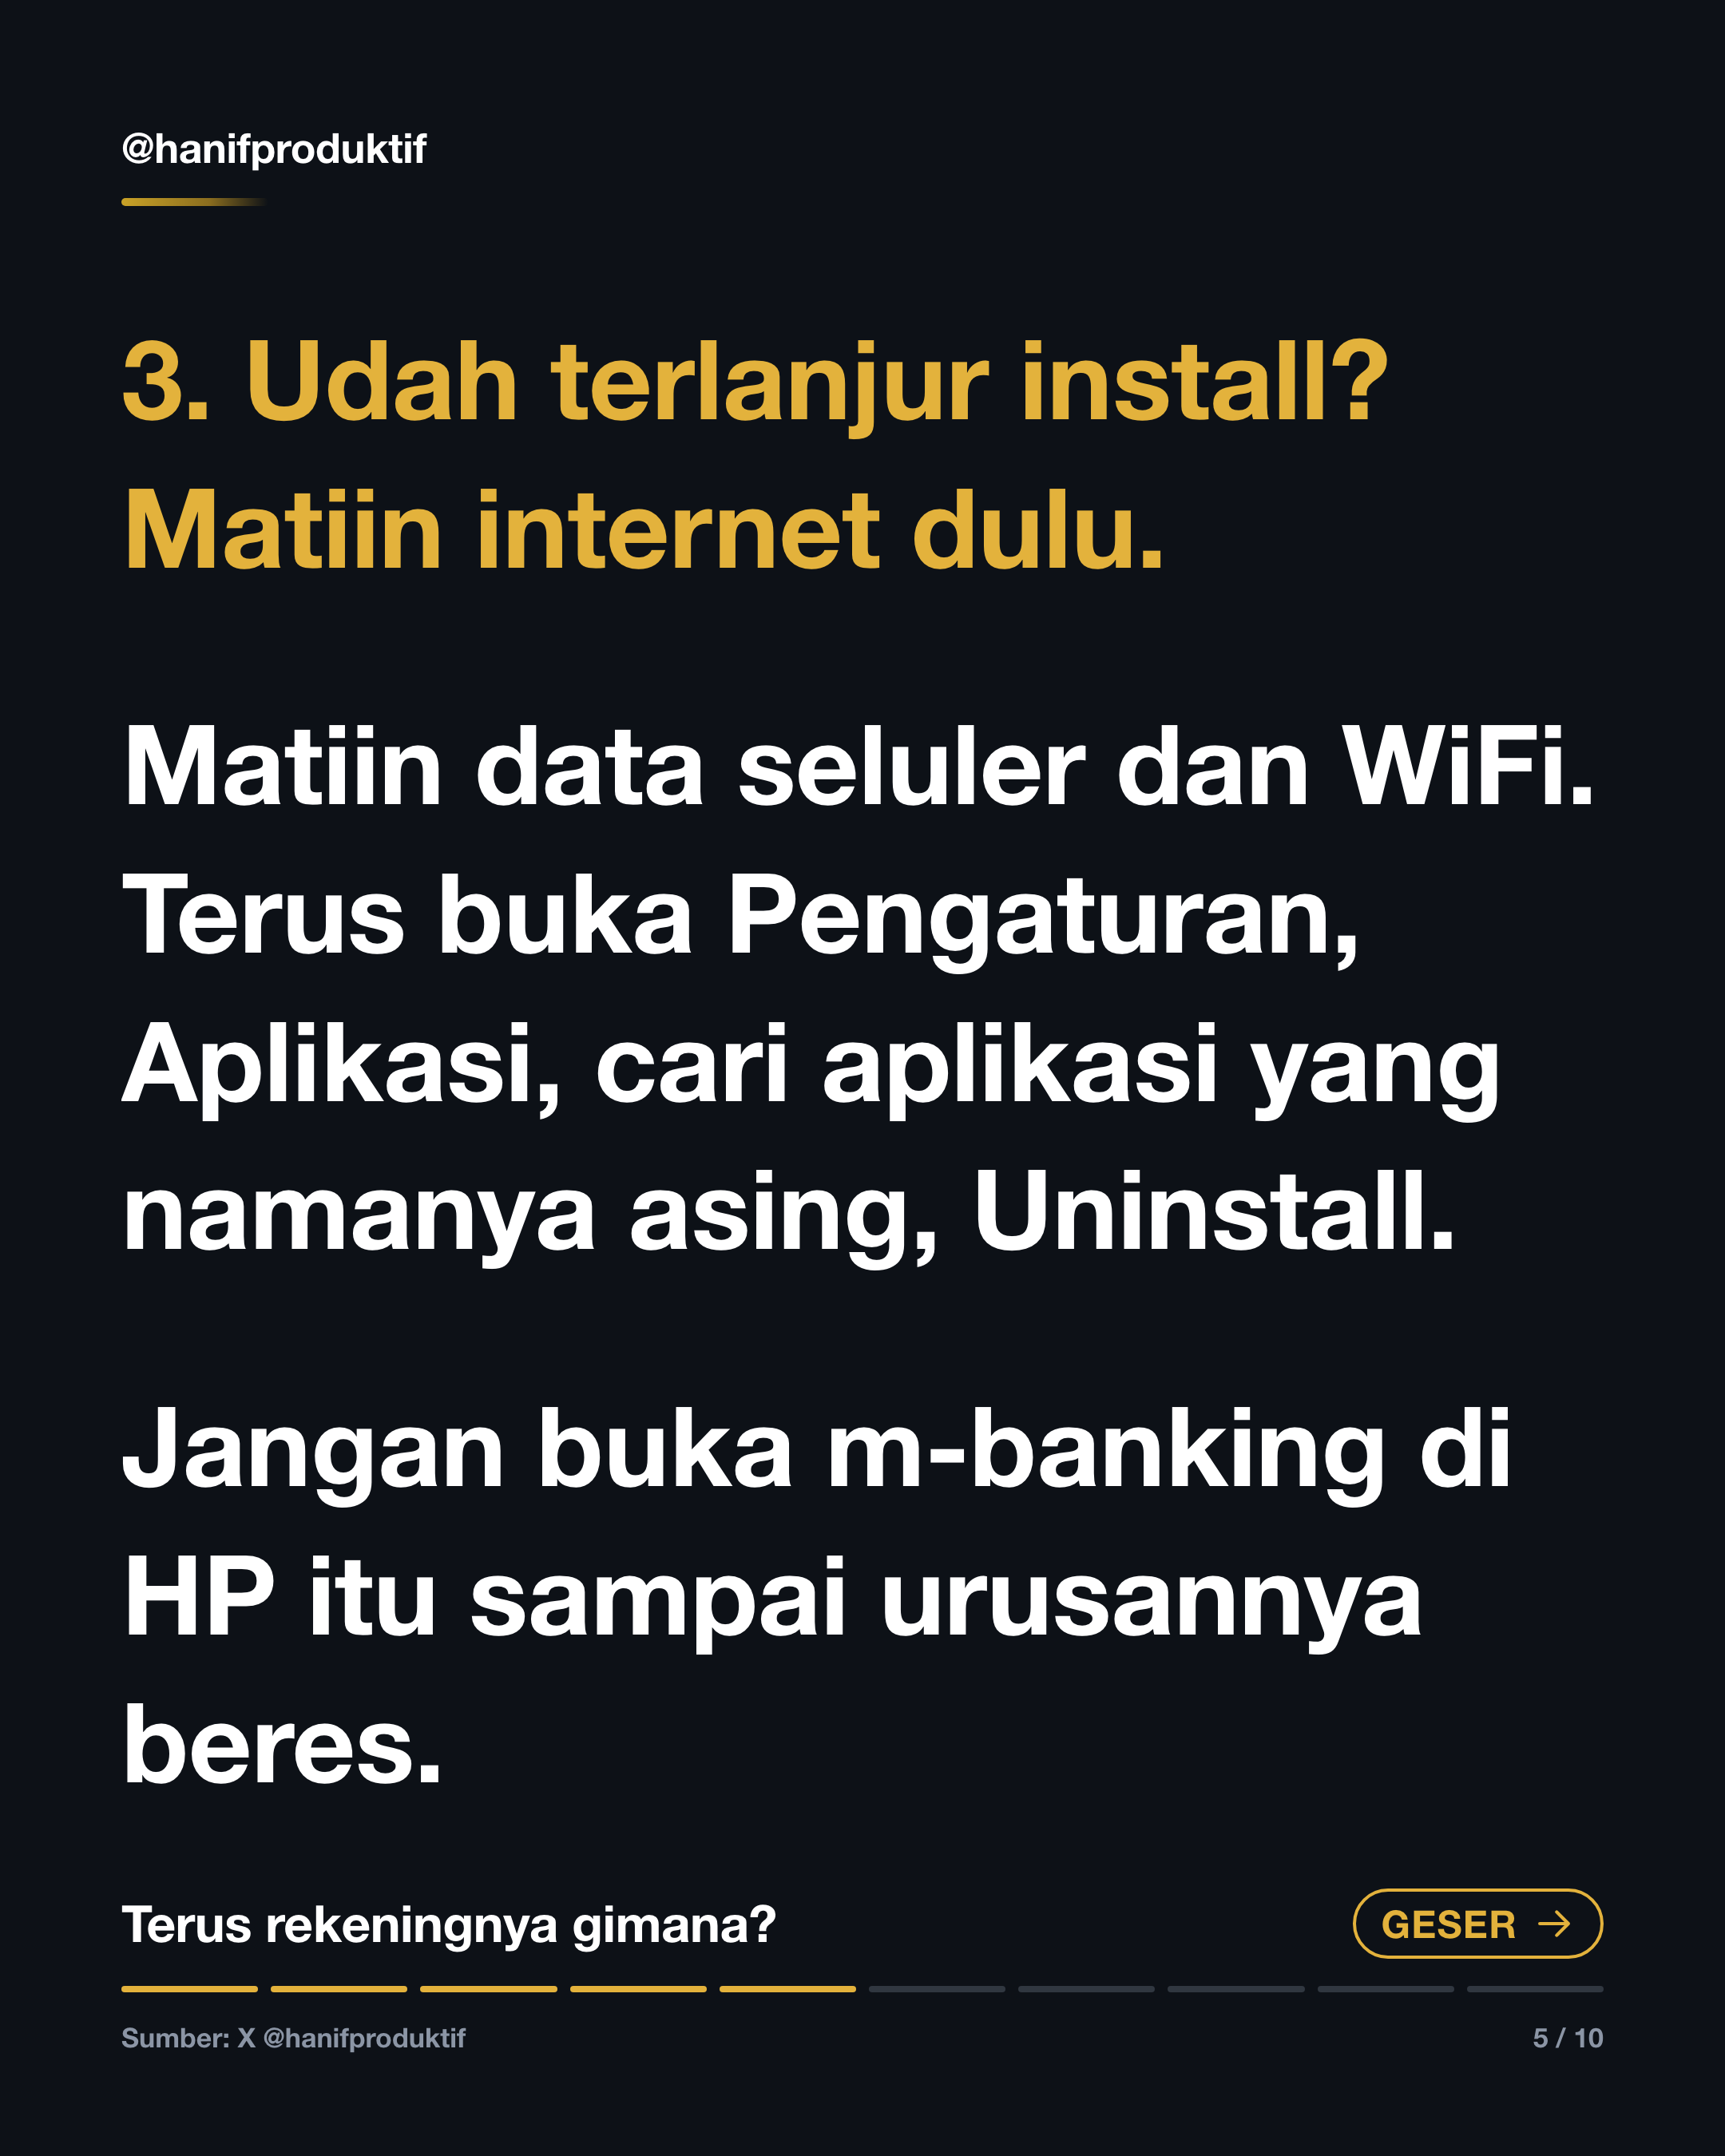 @hanifproduktif
3. Udah terlanjur install?
Matiin internet dulu.
Matiin data seluler dan WiFi.
Terus buka Pengaturan,
Aplikasi, cari aplikasi yang
namanya asing, Uninstall.
Jangan buka m-banking di
HP itu sampai urusannya
beres.
Terus rekeningnya gimana?
GESER →
Sumber: X @hanifproduktif
5 / 10